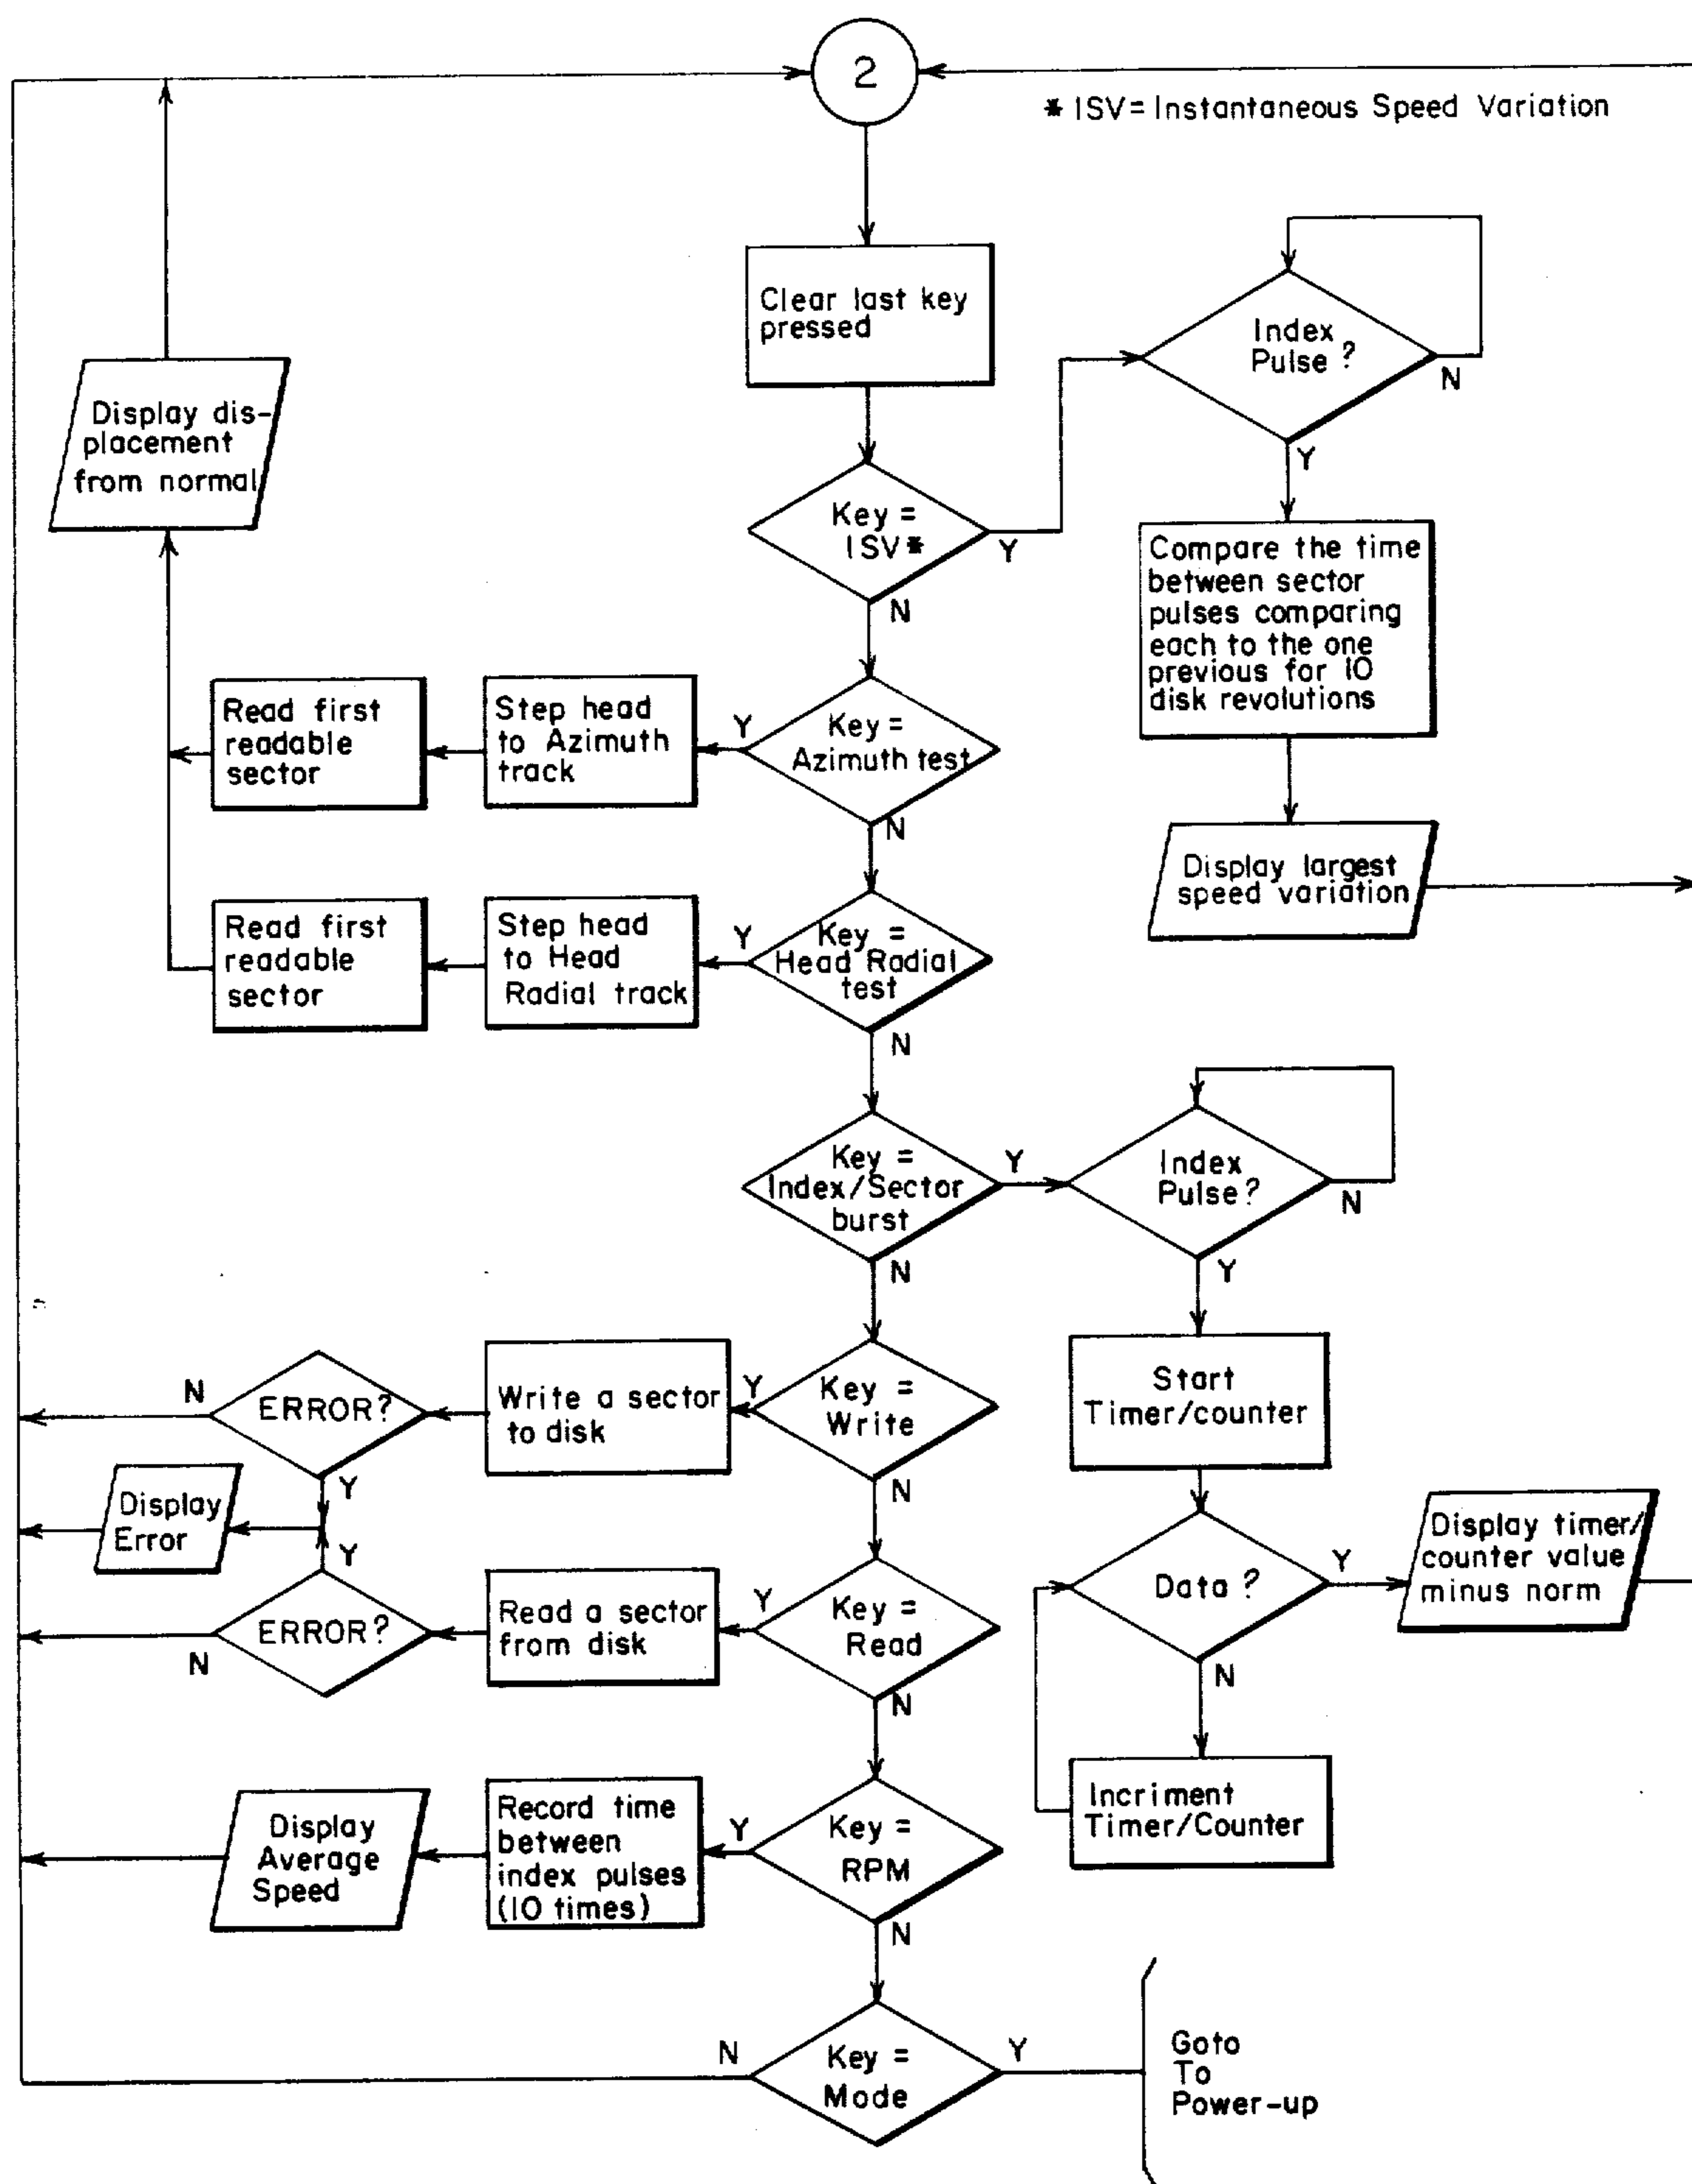 2
* ISV = Instantaneous Speed Variation
Clear last key
pressed
Index
Pulse ?
N
Y
Display dis-
placement
from normal
Key =
ISV*
Y
N
Compare the time
between sector
pulses comparing
each to the one
previous for 10
disk revolutions
Read first
readable
sector
Step head
to Azimuth
track
Y
Key =
Azimuth test
N
Display largest
speed variation
Read first
readable
sector
Step head
to Head
Radial track
Y
Key =
Head Radial
test
N
Key =
Index/Sector
burst
Y
N
Index
Pulse?
N
Y
N
ERROR?
Y
Write a sector
to disk
Y
Key =
Write
N
Start
Timer/counter
Display
Error
Y
ERROR?
N
Read a sector
from disk
Y
Key =
Read
N
Data ?
Y
N
Display timer/
counter value
minus norm
Incriment
Timer/Counter
Display
Average
Speed
Record time
between
index pulses
(10 times)
Y
Key =
RPM
N
N
Key =
Mode
Y
Goto
To
Power-up